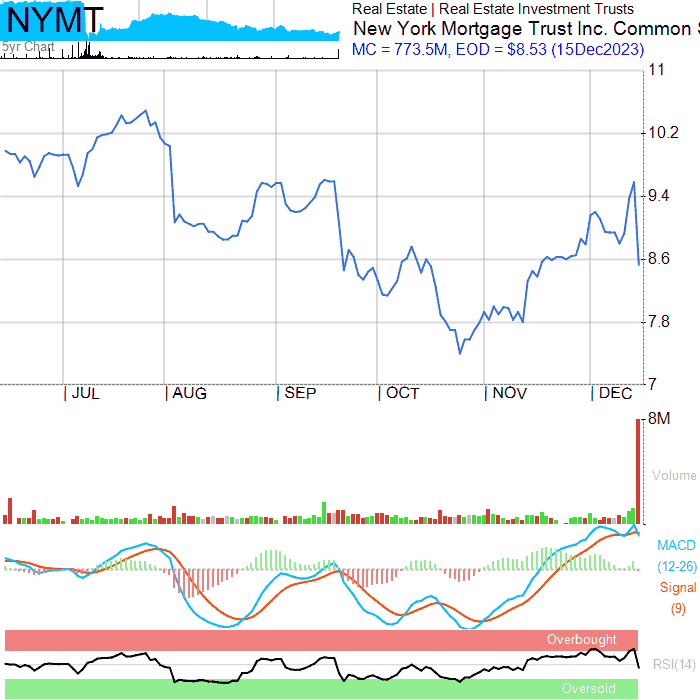 NYMT
5yr Chart
Real Estate | Real Estate Investment Trusts
New York Mortgage Trust Inc. Common S
MC = 773.5M, EOD = $8.53 (15Dec2023)
11
10.2
9.4
8.6
7.8
7
JUL AUG SEP OCT NOV DEC
8M
Volume
MACD
(12-26)
Signal
(9)
Overbought
RSI(14)
Oversold